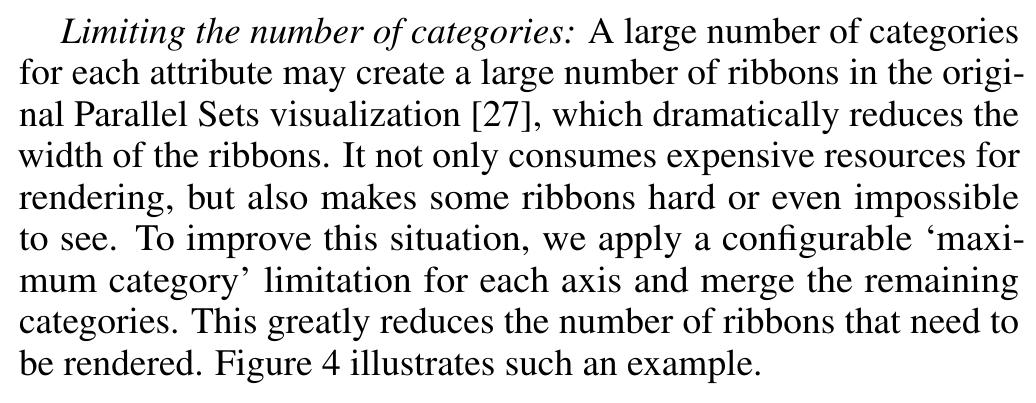 Limiting the number of categories: A large number of categories
for each attribute may create a large number of ribbons in the origi-
nal Parallel Sets visualization [27], which dramatically reduces the
width of the ribbons. It not only consumes expensive resources for
rendering, but also makes some ribbons hard or even impossible
to see. To improve this situation, we apply a configurable ‘maxi-
mum category’ limitation for each axis and merge the remaining
categories. This greatly reduces the number of ribbons that need to
be rendered. Figure 4 illustrates such an example.